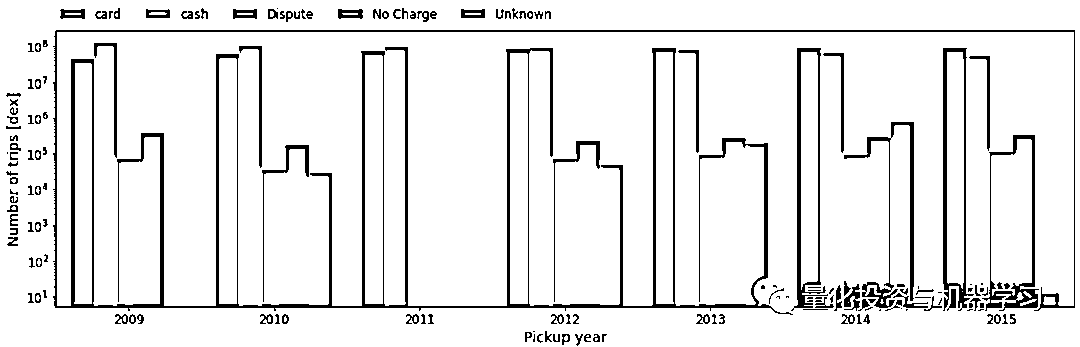 card cash Dispute No Charge Unknown
Number of trips [dex]
10⁸
10⁷
10⁶
10⁵
10⁴
10³
10²
10¹
2009 2010 2011 2012 2013 2014 2015
Pickup year
量化投资与机器学习